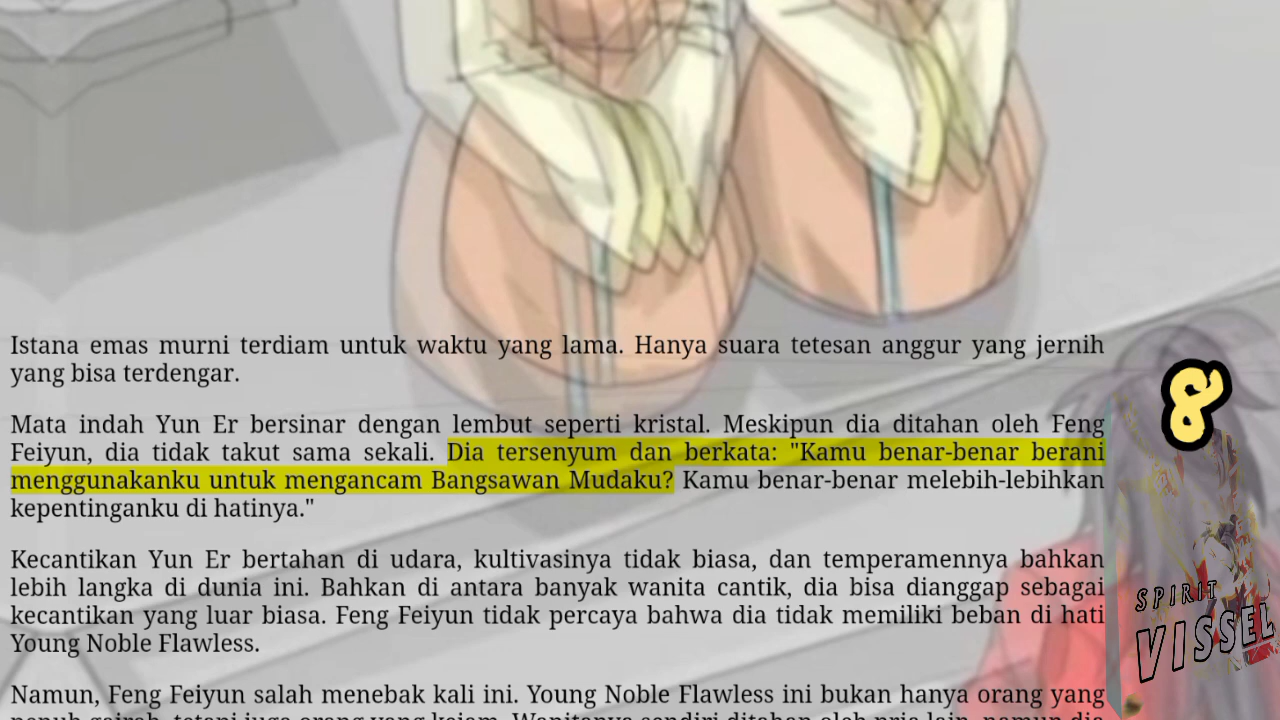 Istana emas murni terdiam untuk waktu yang lama. Hanya suara tetesan anggur yang jernih
yang bisa terdengar.
Mata indah Yun Er bersinar dengan lembut seperti kristal. Meskipun dia ditahan oleh Feng
Feiyun, dia tidak takut sama sekali. Dia tersenyum dan berkata: "Kamu benar-benar berani
menggunakanku untuk mengancam Bangsawan Mudaku? Kamu benar-benar melebih-lebihkan
kepentinganku di hatinya."
Kecantikan Yun Er bertahan di udara, kultivasinya tidak biasa, dan temperamennya bahkan
lebih langka di dunia ini. Bahkan di antara banyak wanita cantik, dia bisa dianggap sebagai
kecantikan yang luar biasa. Feng Feiyun tidak percaya bahwa dia tidak memiliki beban di hati
Young Noble Flawless.
Namun, Feng Feiyun salah menebak kali ini. Young Noble Flawless ini bukan hanya orang yang
8
SPIRIT
VISSEL